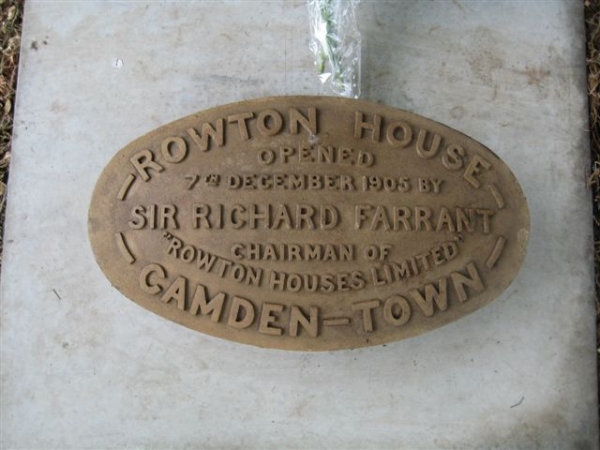 ROWTON HOUSE
OPENED
7TH DECEMBER 1905 BY
SIR RICHARD FARRANT
CHAIRMAN OF
"ROWTON HOUSES LIMITED"
CAMDEN-TOWN